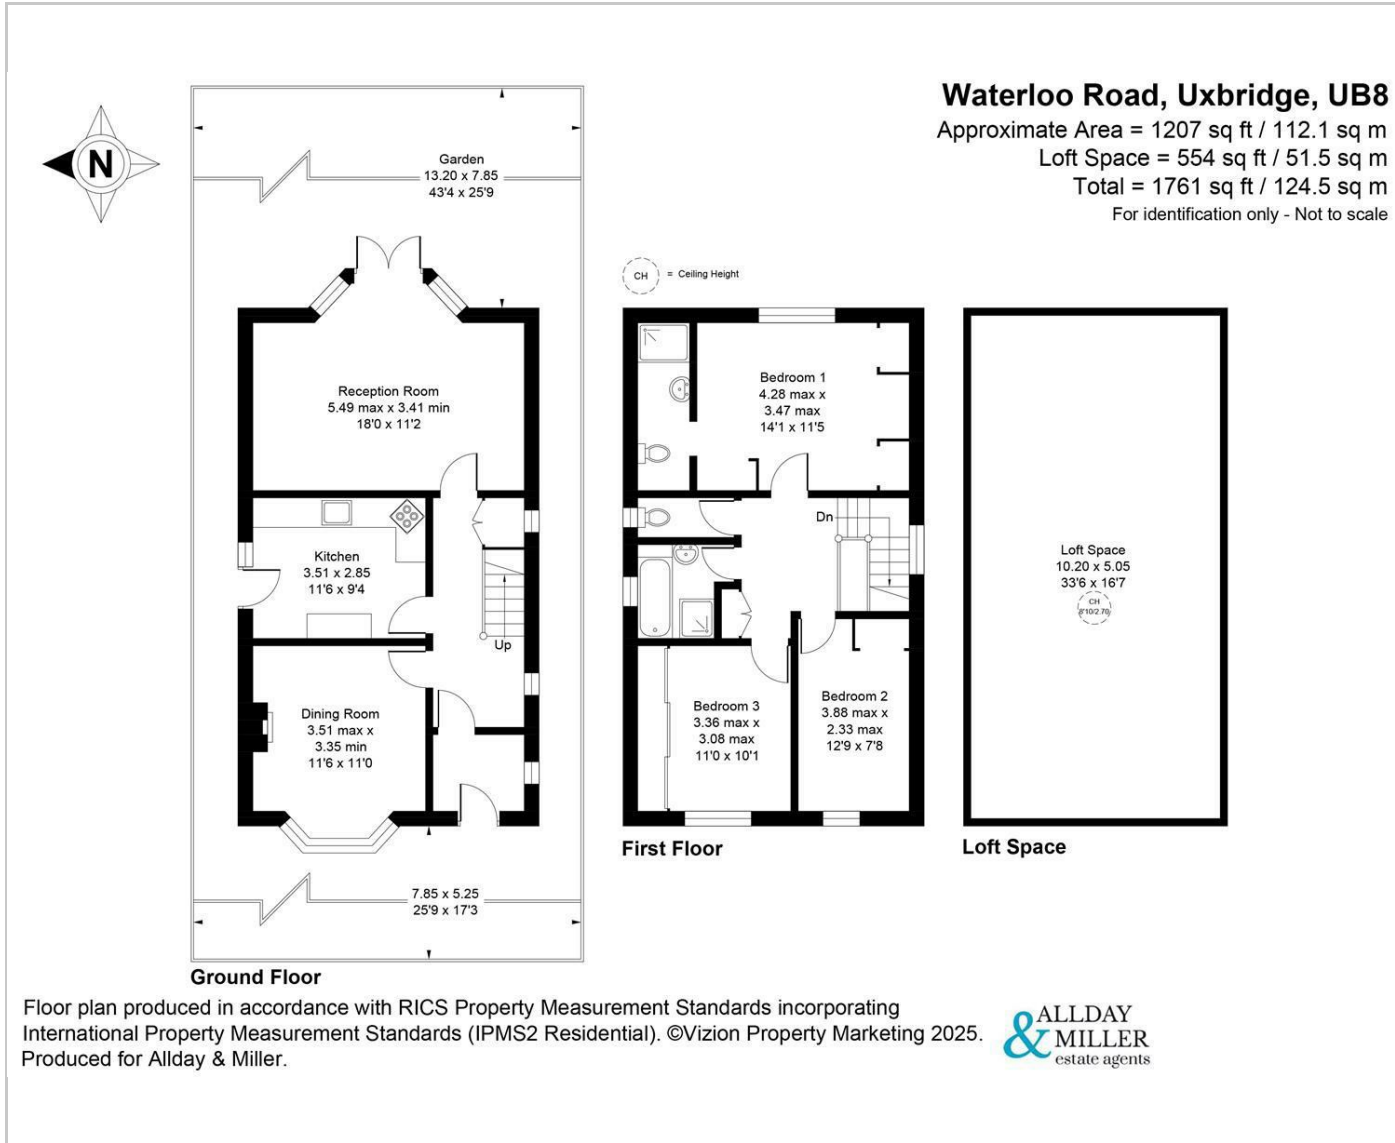 Waterloo Road, Uxbridge, UB8
Approximate Area = 1207 sq ft / 112.1 sq m
Loft Space = 554 sq ft / 51.5 sq m
Total = 1761 sq ft / 124.5 sq m
For identification only - Not to scale
N
Garden
13.20 x 7.85
43'4 x 25'9
CH = Ceiling Height
Reception Room
5.49 max x 3.41 min
18'0 x 11'2
Kitchen
3.51 x 2.85
11'6 x 9'4
Up
Dining Room
3.51 max x
3.35 min
11'6 x 11'0
7.85 x 5.25
25'9 x 17'3
Ground Floor
Bedroom 1
4.28 max x
3.47 max
14'1 x 11'5
Dn
Bedroom 3
3.36 max x
3.08 max
11'0 x 10'1
Bedroom 2
3.88 max x
2.33 max
12'9 x 7'8
First Floor
Loft Space
10.20 x 5.05
33'6 x 16'7
CH
8'10/2.70
Loft Space
Floor plan produced in accordance with RICS Property Measurement Standards incorporating
International Property Measurement Standards (IPMS2 Residential). ©Vizion Property Marketing 2025.
Produced for Allday & Miller.
ALLDAY
& MILLER
estate agents